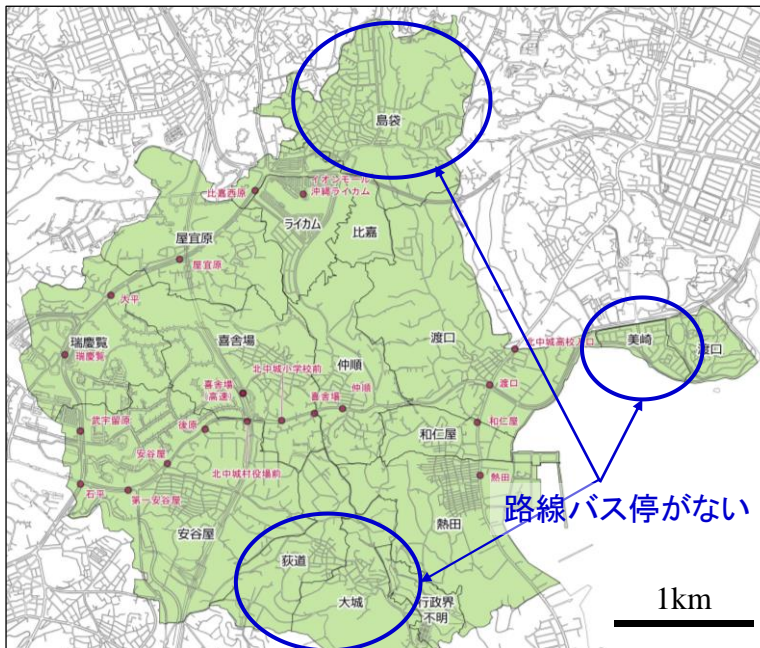 島袋
イオンモール
沖縄ライカム
比嘉西原
ライカム
比嘉
屋宜原
屋宜原
大平
瑞慶覧
瑞慶覧
喜舎場
渡口
美崎
渡口
北中城小学校前
仲順
喜舎場
(高速)
喜舎場
仲順
渡口
武宇留原
後原
和仁屋
和仁屋
安谷屋
北中城村役場前
熱田
石平
第一安谷屋
路線バス停がない
安谷屋
熱田
荻道
大城
行政界
不明
1km